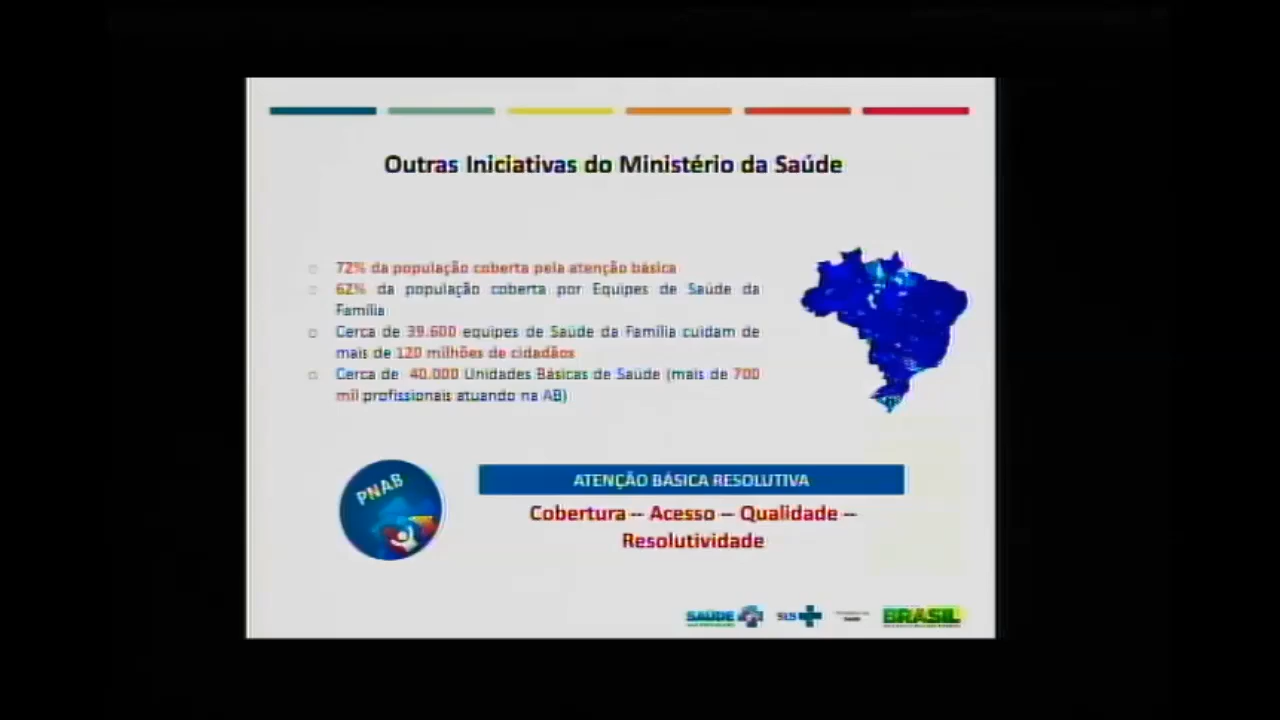 Outras Iniciativas do Ministério da Saúde
72% da população coberta pela atenção básica
62% da população coberta por Equipes de Saúde da
Família
Cerca de 39.600 equipes de Saúde da Família cuidam de
mais de 120 milhões de cidadãos
Cerca de 40.000 Unidades Básicas de Saúde (mais de 700
mil profissionais atuando na AB)
PNAB
ATENÇÃO BÁSICA RESOLUTIVA
Cobertura – Acesso – Qualidade –
Resolutividade
SAÚDE
SUS
BRASIL